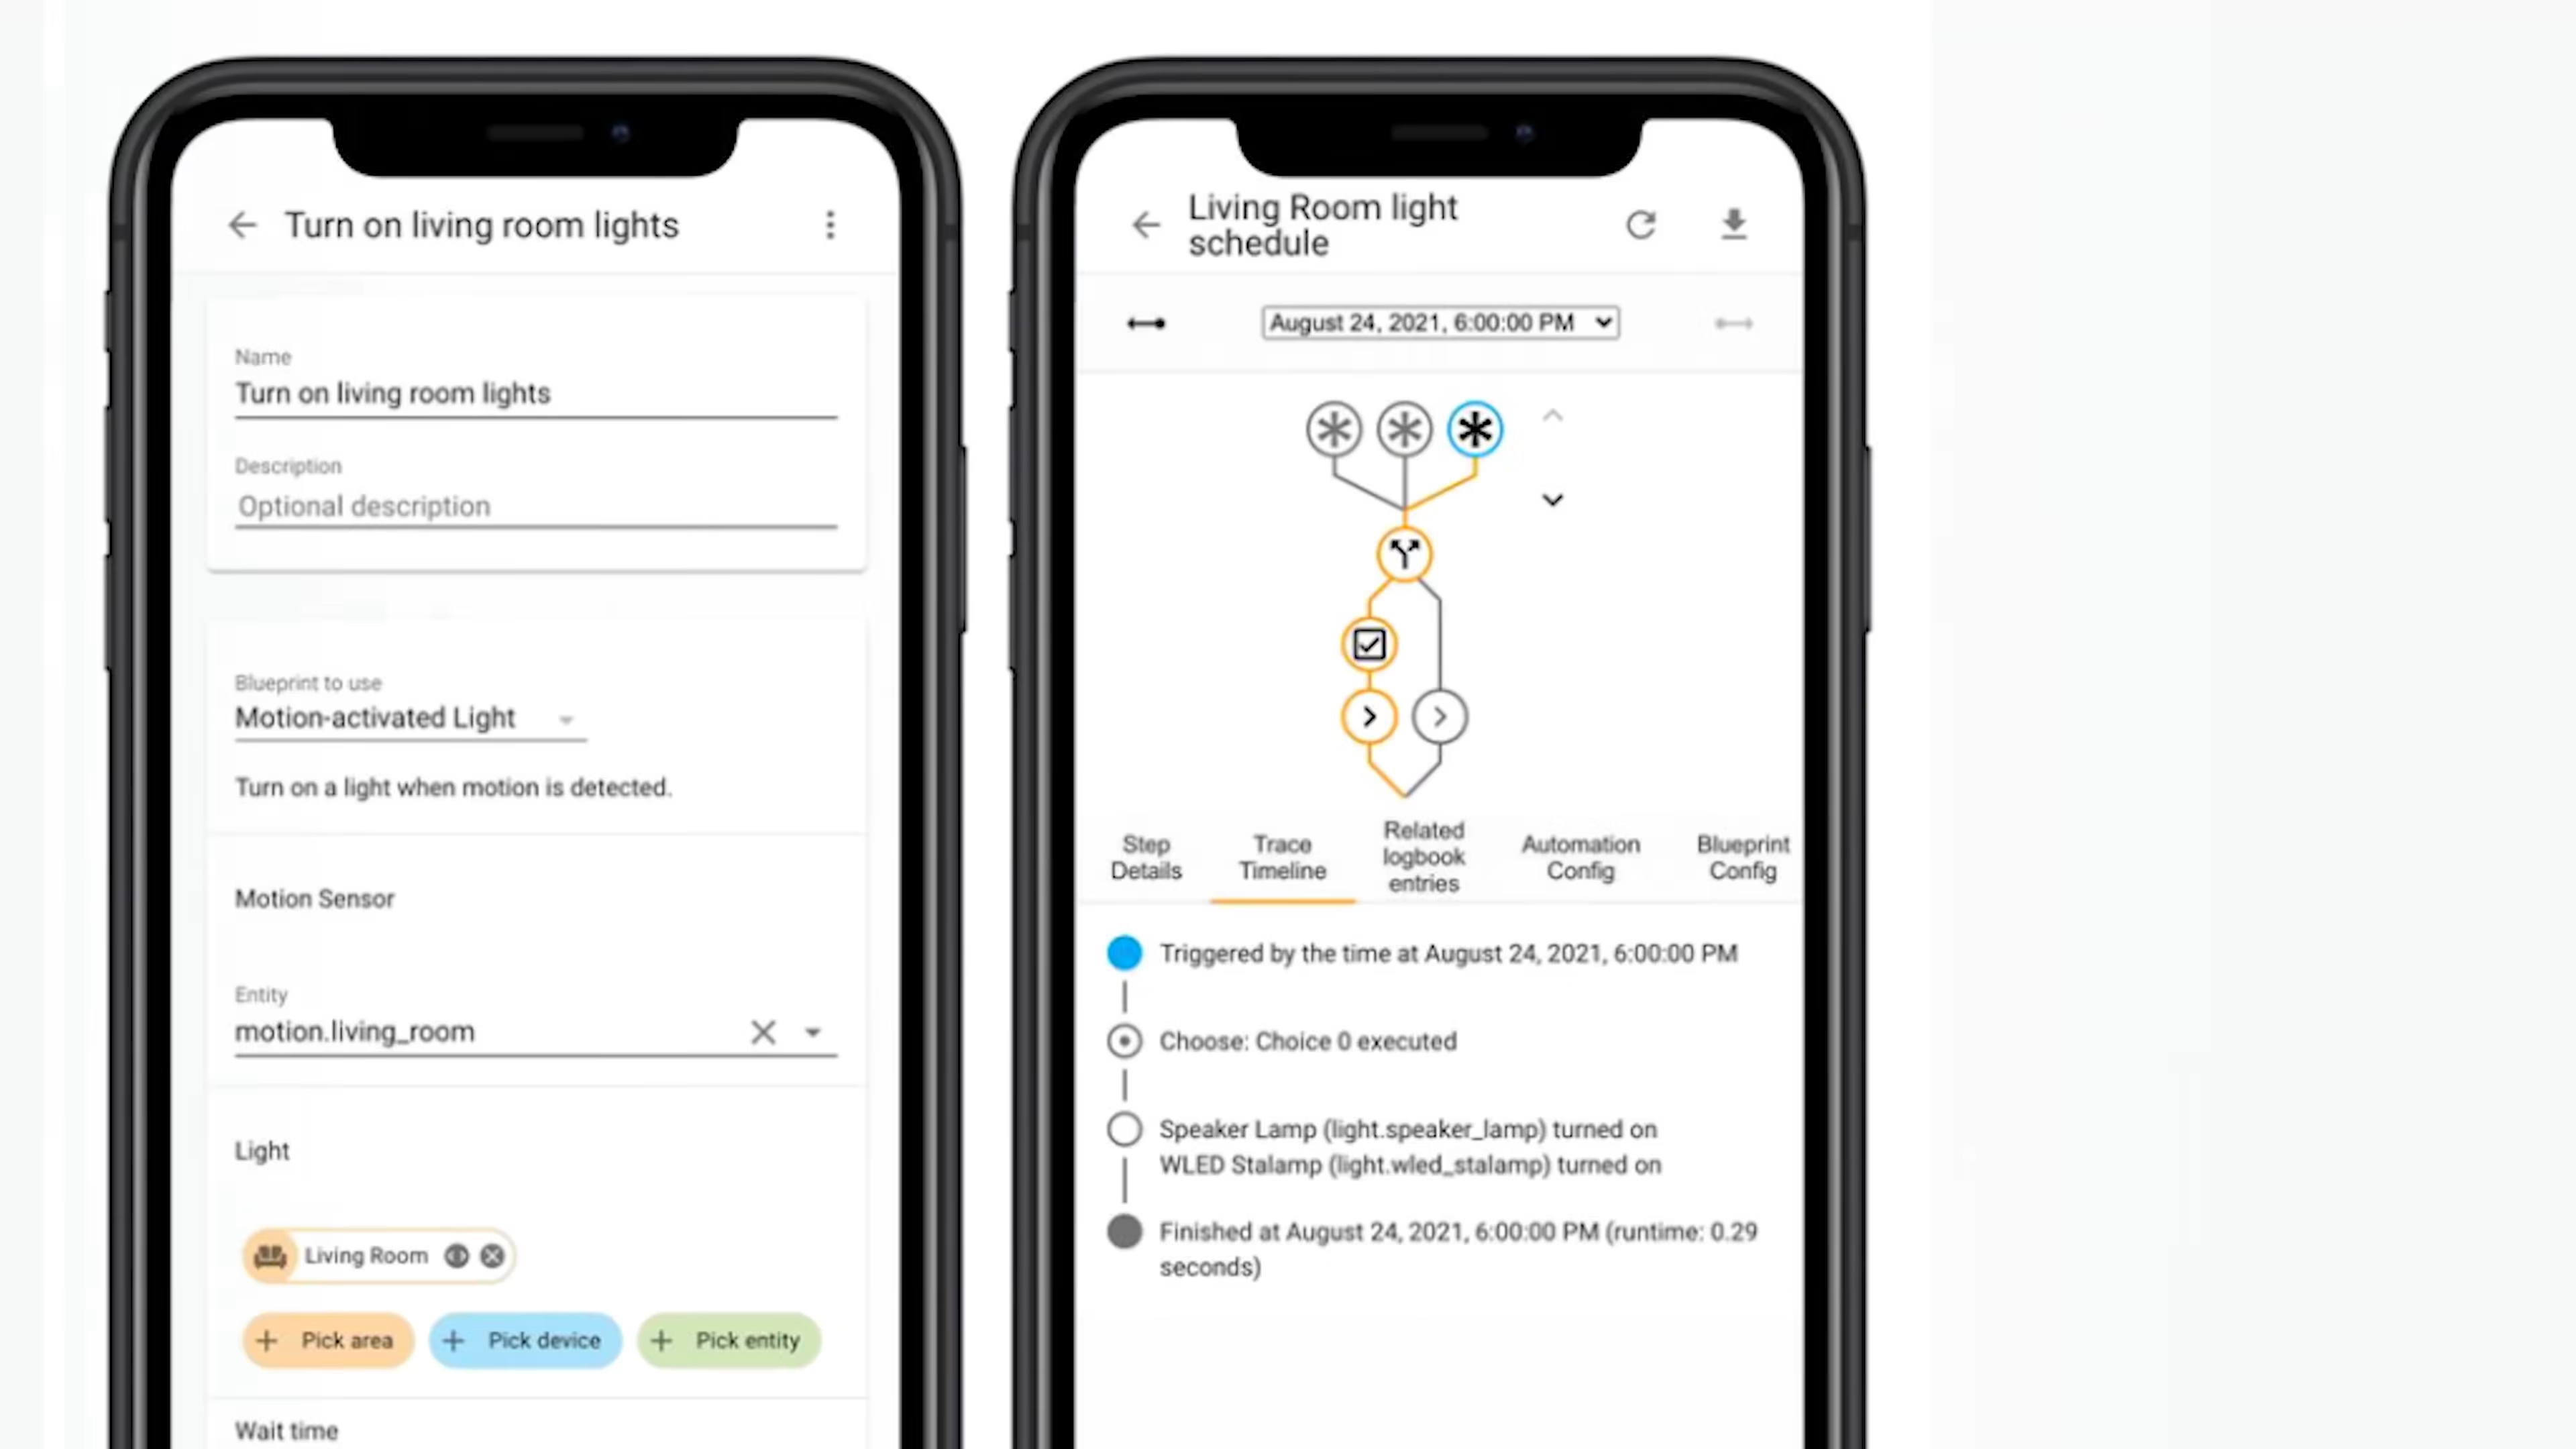 Turn on living room lights
Name
Turn on living room lights
Description
Optional description
Blueprint to use
Motion-activated Light
Turn on a light when motion is detected.
Motion Sensor
Entity
motion.living_room
Light
Living Room
Pick area
Pick device
Pick entity
Wait time
Living Room light
schedule
August 24, 2021, 6:00:00 PM
Step
Details
Trace
Timeline
Related
logbook
entries
Automation
Config
Blueprint
Config
Triggered by the time at August 24, 2021, 6:00:00 PM
Choose: Choice 0 executed
Speaker Lamp (light.speaker_lamp) turned on
WLED Stalamp (light.wled_stalamp) turned on
Finished at August 24, 2021, 6:00:00 PM (runtime: 0.29
seconds)